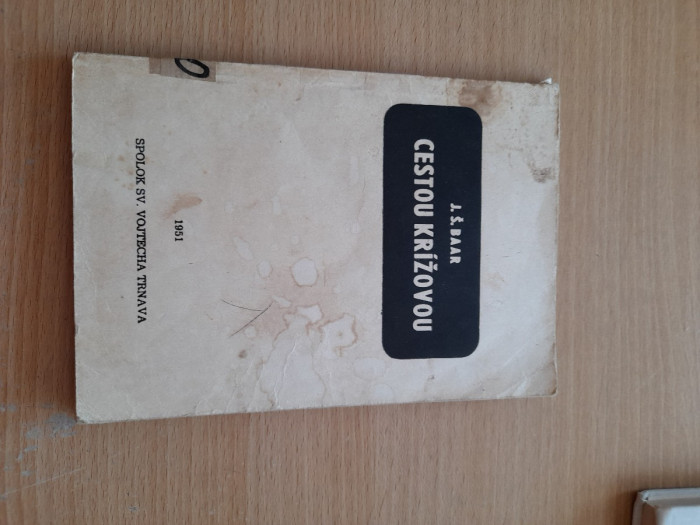 J. Š. BAAR
CESTOU KRÍŽOVOU
1951
SPOLOK SV. VOJTECHA TRNAVA